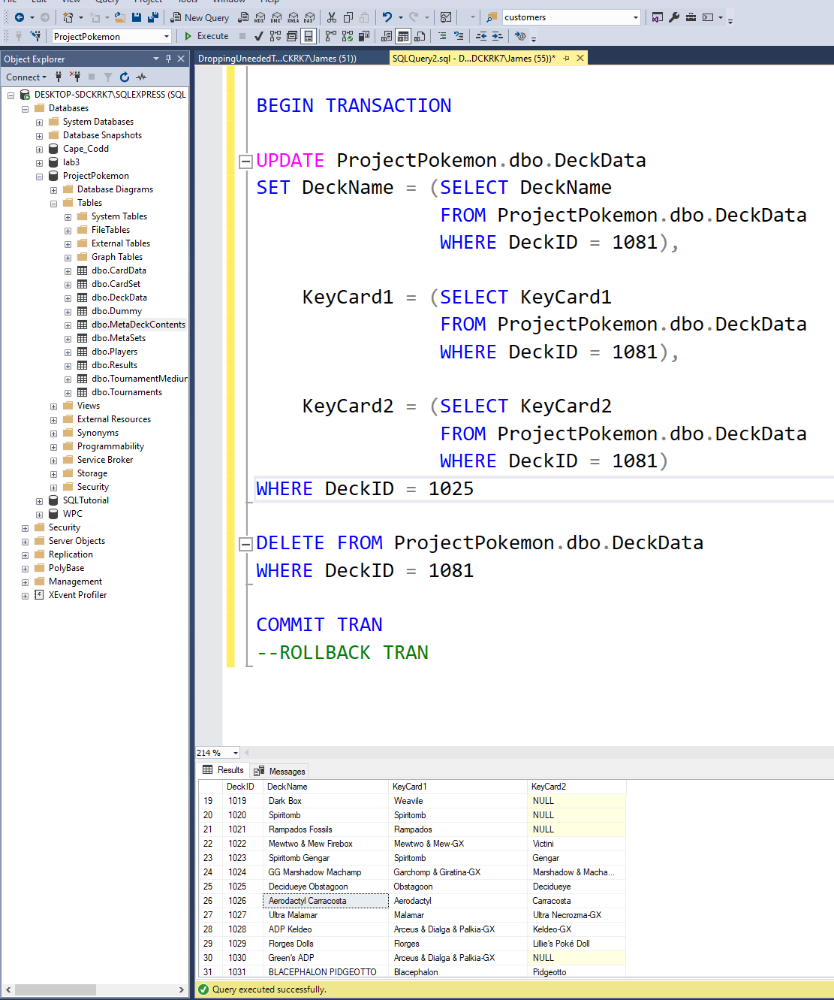 File Edit View Query Project Tools Window Help
New Query
MDX DMX XMLA DAX
customers
ProjectPokemon
Execute
Object Explorer
Connect
DESKTOP-SDCKRK7\SQLEXPRESS (SQL
Databases
System Databases
Database Snapshots
Cape_Codd
lab3
ProjectPokemon
Database Diagrams
Tables
System Tables
FileTables
External Tables
Graph Tables
dbo.CardData
dbo.CardSet
dbo.DeckData
dbo.Dummy
dbo.MetaDeckContents
dbo.MetaSets
dbo.Players
dbo.Results
dbo.TournamentMediur
dbo.Tournaments
Views
External Resources
Synonyms
Programmability
Service Broker
Storage
Security
SQLTutorial
WPC
Security
Server Objects
Replication
PolyBase
Management
XEvent Profiler
DroppingUneededT...CKRK7\James (51))
SQLQuery2.sql - D...DCKRK7\James (55))*
BEGIN TRANSACTION
UPDATE ProjectPokemon.dbo.DeckData
SET DeckName = (SELECT DeckName
FROM ProjectPokemon.dbo.DeckData
WHERE DeckID = 1081),
KeyCard1 = (SELECT KeyCard1
FROM ProjectPokemon.dbo.DeckData
WHERE DeckID = 1081),
KeyCard2 = (SELECT KeyCard2
FROM ProjectPokemon.dbo.DeckData
WHERE DeckID = 1081)
WHERE DeckID = 1025
DELETE FROM ProjectPokemon.dbo.DeckData
WHERE DeckID = 1081
COMMIT TRAN
--ROLLBACK TRAN
214 %
Results Messages
DeckID DeckName KeyCard1 KeyCard2
19 1019 Dark Box Weavile NULL
20 1020 Spiritomb Spiritomb NULL
21 1021 Rampados Fossils Rampados NULL
22 1022 Mewtwo & Mew Firebox Mewtwo & Mew-GX Victini
23 1023 Spiritomb Gengar Spiritomb Gengar
24 1024 GG Marshadow Machamp Garchomp & Giratina-GX Marshadow & Macha...
25 1025 Decidueye Obstagoon Obstagoon Decidueye
26 1026 Aerodactyl Carracosta Aerodactyl Carracosta
27 1027 Ultra Malamar Malamar Ultra Necrozma-GX
28 1028 ADP Keldeo Arceus & Dialga & Palkia-GX Keldeo-GX
29 1029 Florges Dolls Florges Lillie's Poké Doll
30 1030 Green's ADP Arceus & Dialga & Palkia-GX NULL
31 1031 BLACEPHALON PIDGEOTTO Blacephalon Pidgeotto
Query executed successfully.